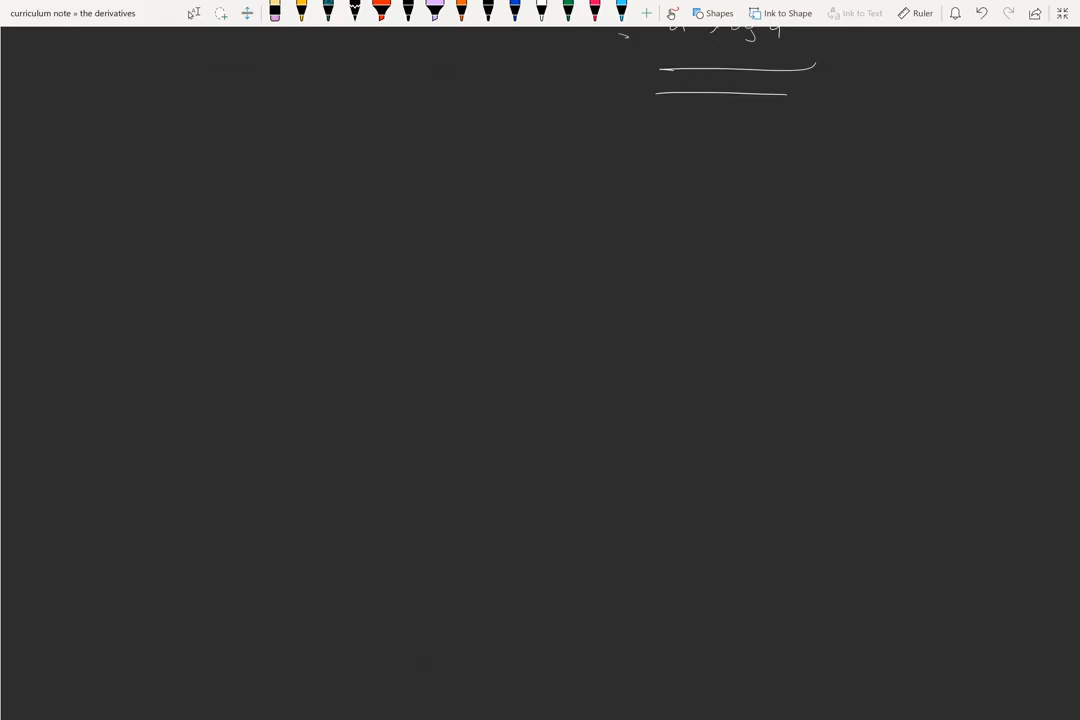 curriculum note » the derivatives
Shapes
Ink to Shape
Ink to Text
Ruler